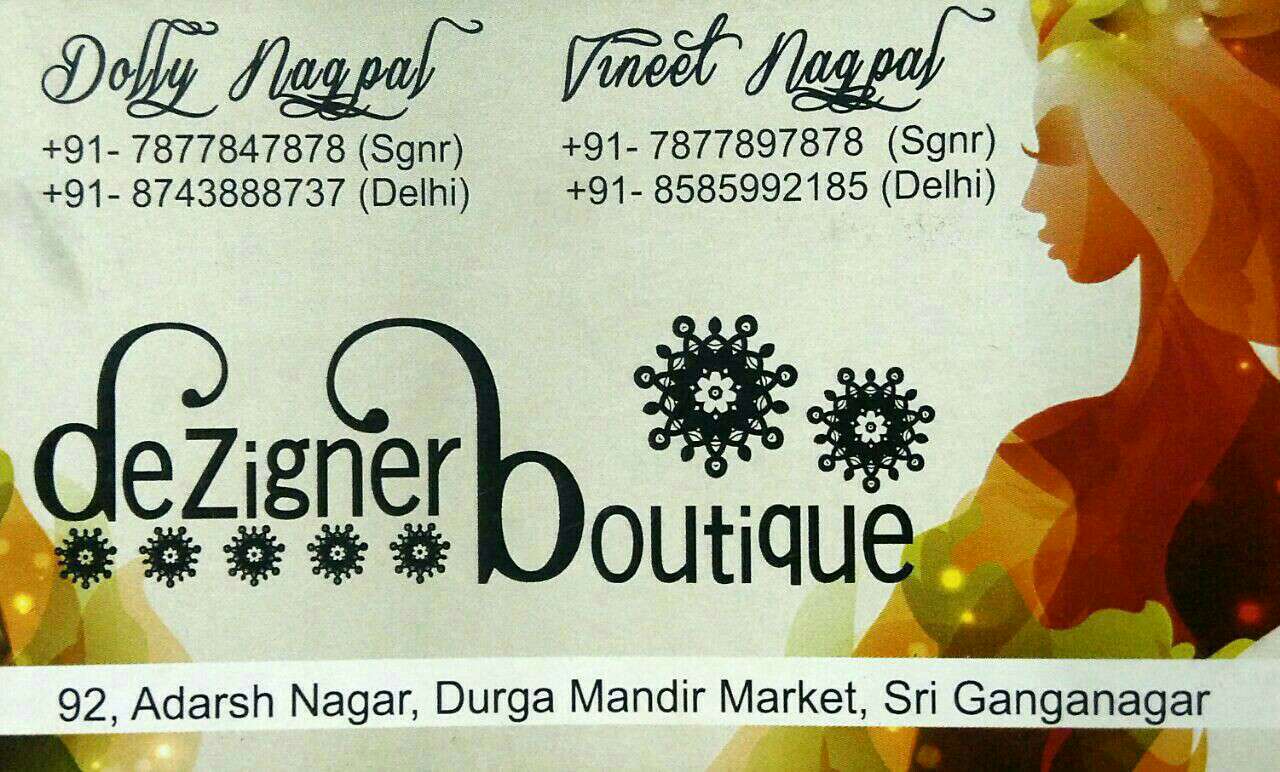 Dolly Nagpal
+91- 7877847878 (Sgnr)
+91- 8743888737 (Delhi)
Vineet Nagpal
+91- 7877897878 (Sgnr)
+91- 8585992185 (Delhi)
deZigner
boutique
92, Adarsh Nagar, Durga Mandir Market, Sri Ganganagar